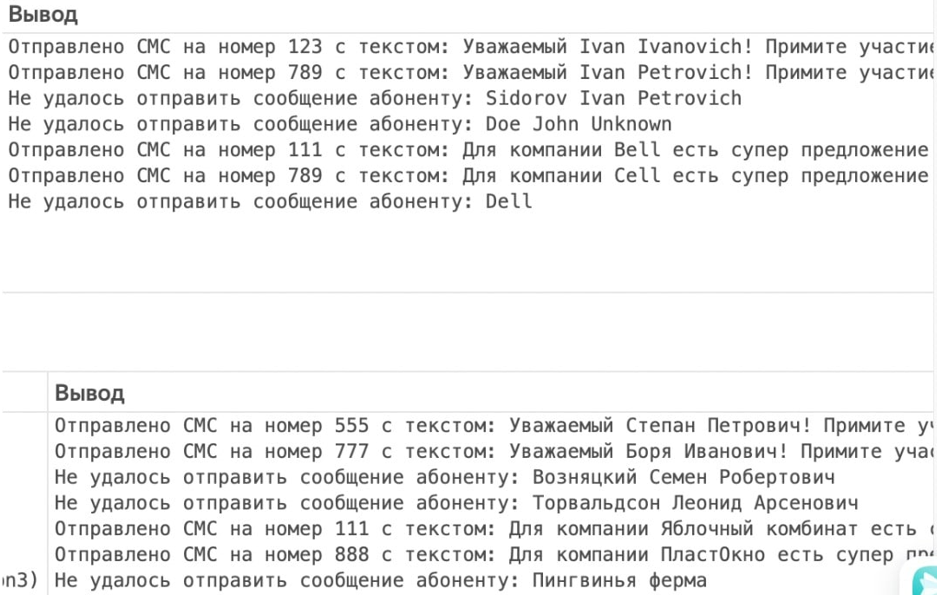 Вывод
Отправлено СМС на номер 123 с текстом: Уважаемый Ivan Ivanovich! Примите участие
Отправлено СМС на номер 789 с текстом: Уважаемый Ivan Petrovich! Примите участие
Не удалось отправить сообщение абоненту: Sidorov Ivan Petrovich
Не удалось отправить сообщение абоненту: Doe John Unknown
Отправлено СМС на номер 111 с текстом: Для компании Bell есть супер предложение
Отправлено СМС на номер 789 с текстом: Для компании Cell есть супер предложение
Не удалось отправить сообщение абоненту: Dell
Вывод
Отправлено СМС на номер 555 с текстом: Уважаемый Степан Петрович! Примите
Отправлено СМС на номер 777 с текстом: Уважаемый Боря Иванович! Примите
Не удалось отправить сообщение абоненту: Возняцкий Семен Робертович
Не удалось отправить сообщение абоненту: Торвальдсон Леонид Арсенович
Отправлено СМС на номер 111 с текстом: Для компании Яблочный комбинат есть
Отправлено СМС на номер 888 с текстом: Для компании ПластОкно есть супер
n3) Не удалось отправить сообщение абоненту: Пингвинья ферма